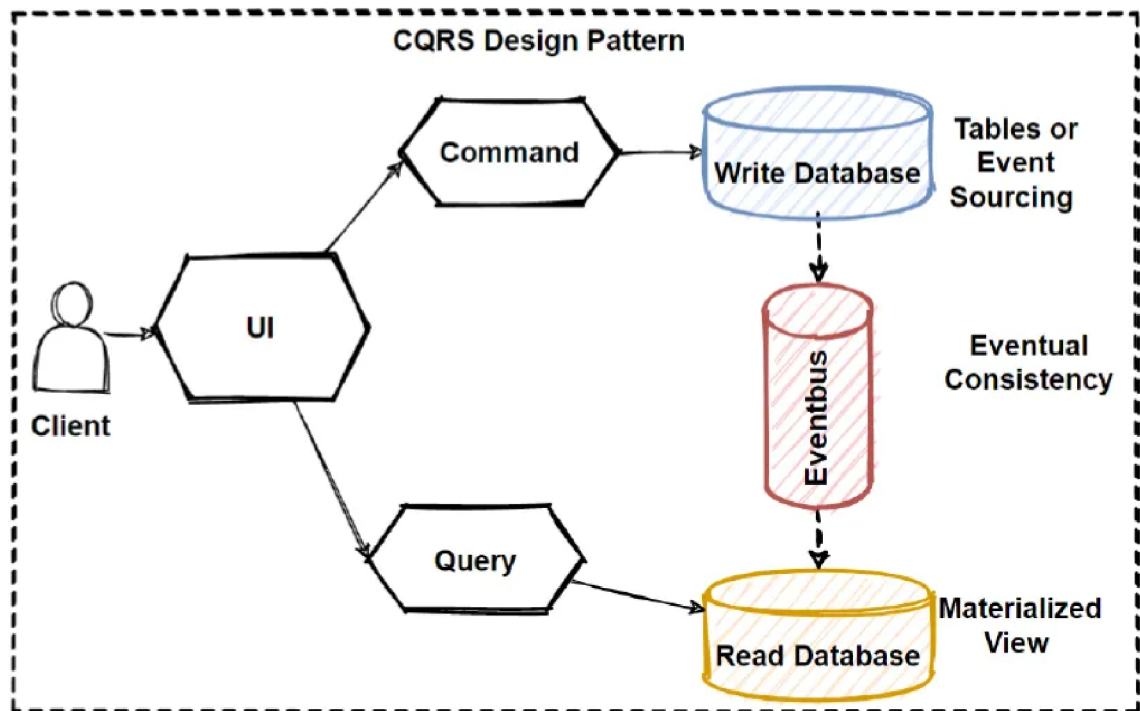 CQRS Design Pattern
Command
Write Database
Tables or
Event
Sourcing
UI
Client
Eventbus
Eventual
Consistency
Query
Read Database
Materialized
View